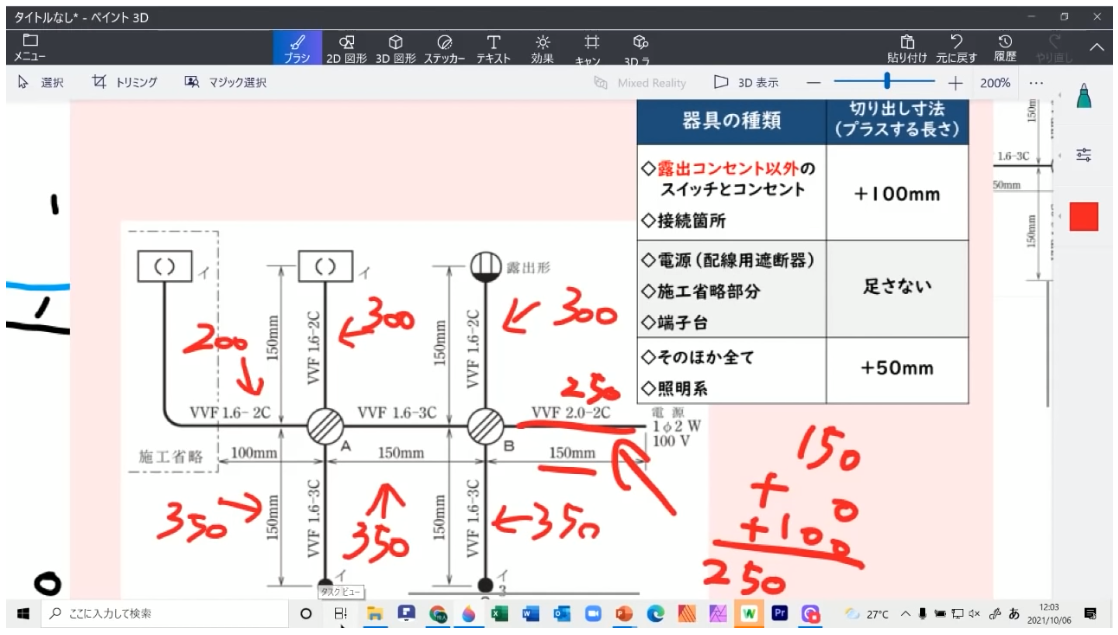 タイトルなし* - ペイント 3D
メニュー
ブラシ
2D 図形
3D 図形
ステッカー
テキスト
効果
キャン
3D ラ
貼り付け
元に戻す
履歴
やり直し
選択
トリミング
マジック選択
Mixed Reality
3D 表示
200%
器具の種類
切り出し寸法
(プラスする長さ)
◇露出コンセント以外の
スイッチとコンセント
◇接続箇所
+100mm
◇電源(配線用遮断器)
◇施工省略部分
◇端子台
足さない
◇そのほか全て
◇照明系
+50mm
イ
イ
露出形
200
300
300
150mm
VVF 1.6-2C
150mm
VVF 1.6-2C
250
VVF 1.6-2C
VVF 1.6-3C
VVF 2.0-2C
電源
1φ2W
100V
A
B
施工省略
100mm
150mm
150mm
350
150mm
VVF 1.6-3C
350
150mm
VVF 1.6-3C
350
イ
イ
3
150
+ 0
+100
250
1.6-3C
50mm
150m
150mm
タスク ビュー
ここに入力して検索
27°C
あ
12:03
2021/10/06